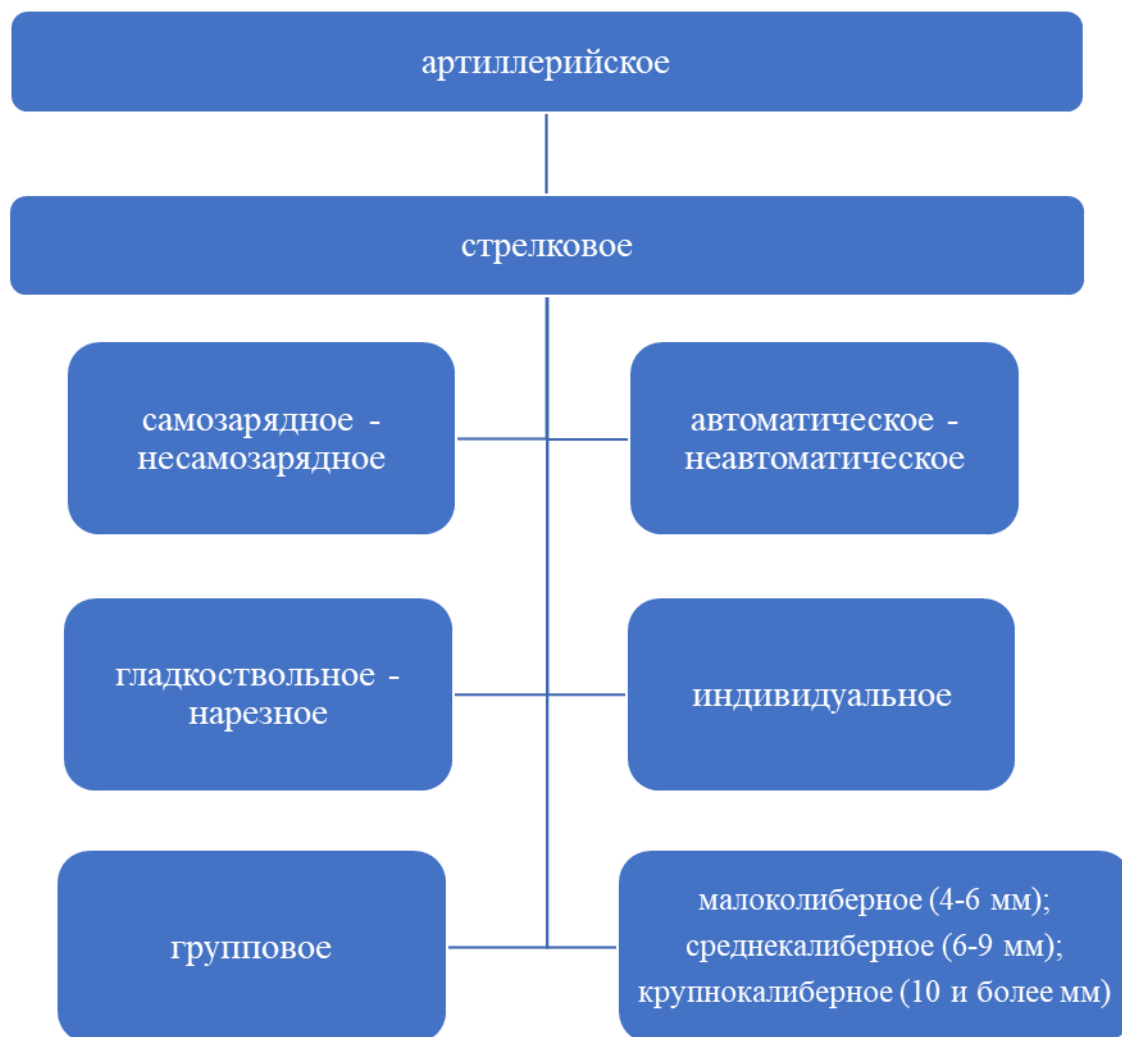 артиллерийское
стрелковое
самозарядное -
несамозарядное
автоматическое -
неавтоматическое
гладкоствольное -
нарезное
индивидуальное
групповое
малоколиберное (4-6 мм);
среднекалиберное (6-9 мм);
крупнокалиберное (10 и более мм)